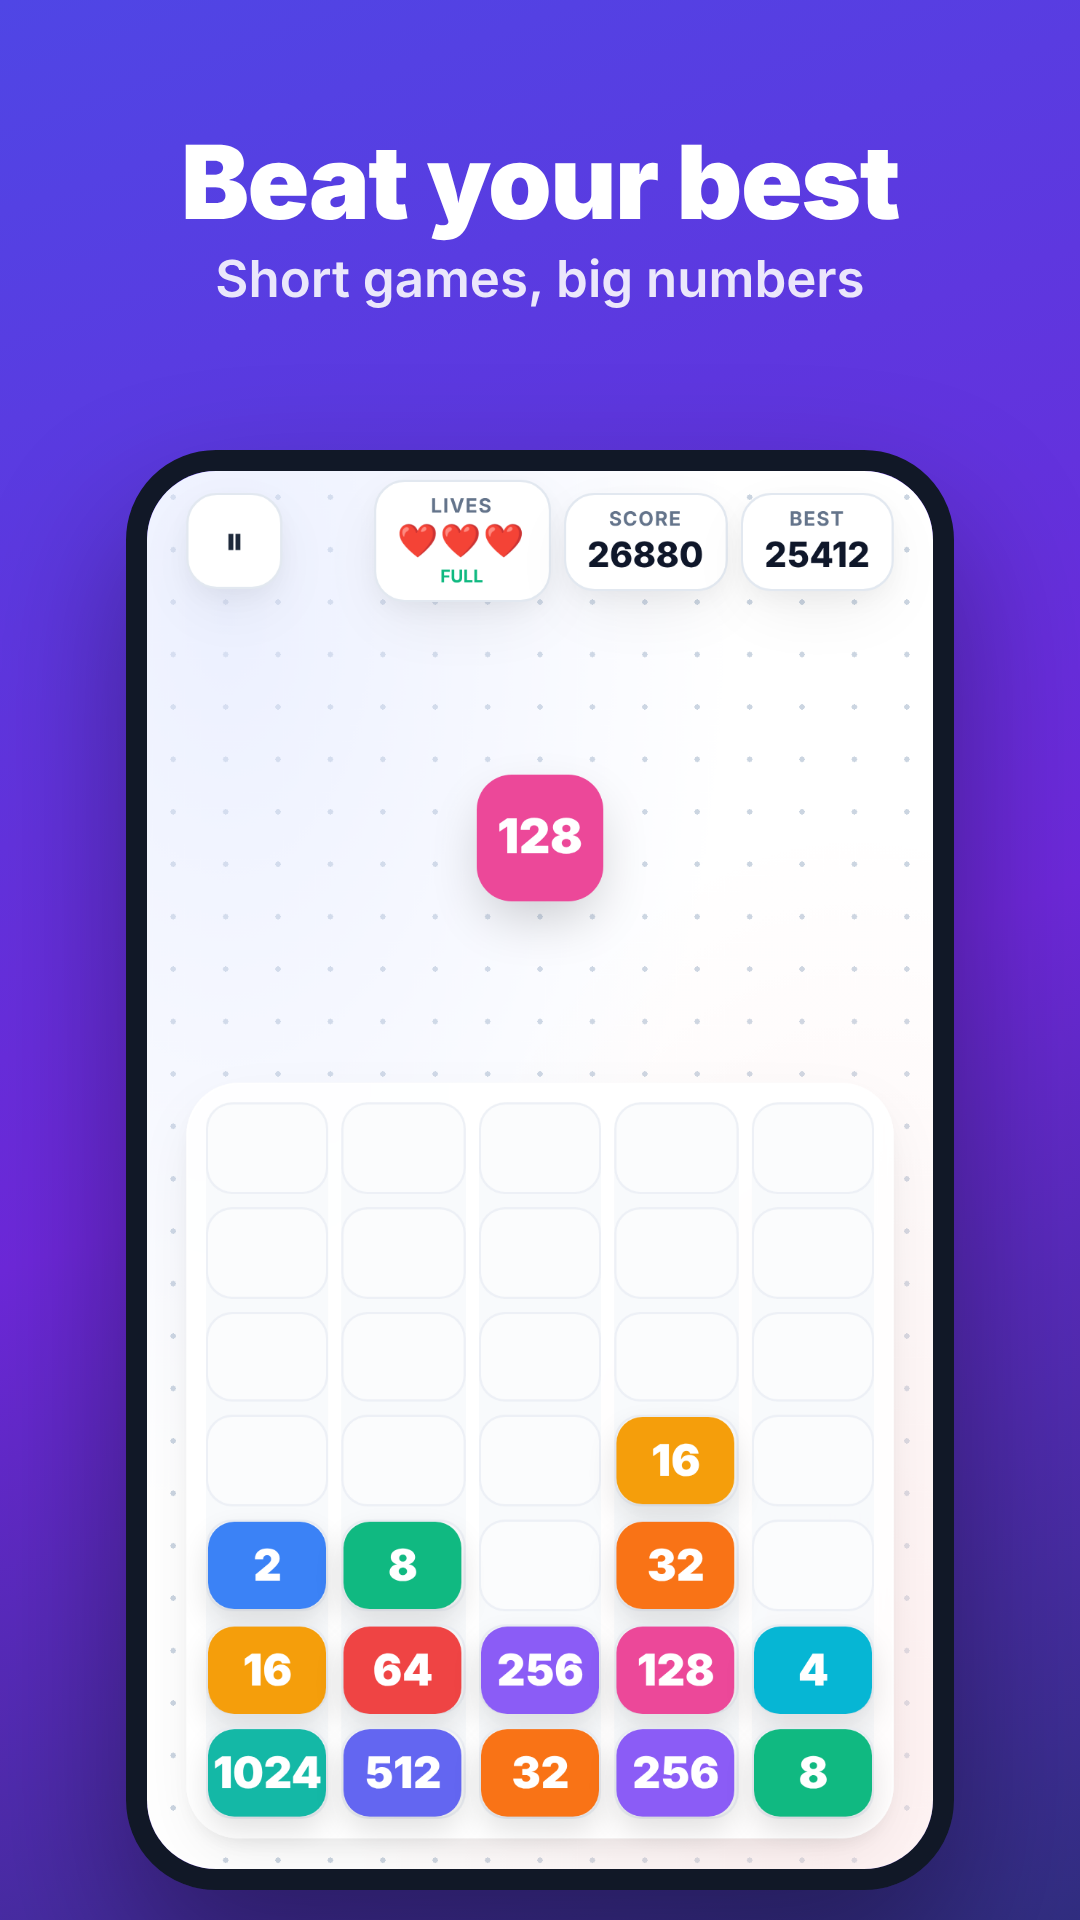 Beat your best
Short games, big numbers
LIVES
❤️❤️❤️
FULL
SCORE
26880
BEST
25412
128
16
2 8 32
16 64 256 128 4
1024 512 32 256 8